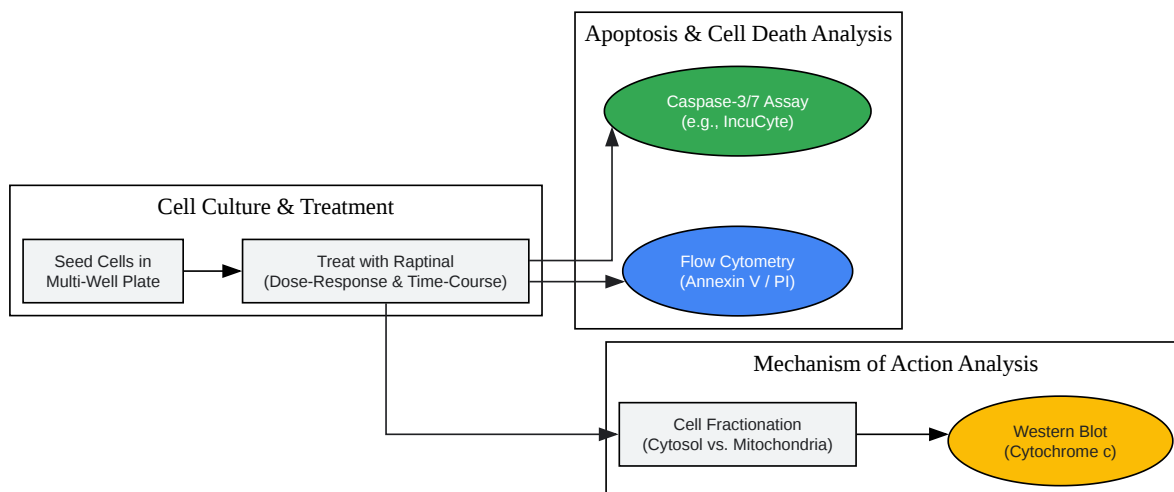 Apoptosis & Cell Death Analysis
Caspase-3/7 Assay
(e.g., IncuCyte)
Cell Culture & Treatment
Seed Cells in
Multi-Well Plate
Treat with Raptinal
(Dose-Response & Time-Course)
Flow Cytometry
(Annexin V / PI)
Mechanism of Action Analysis
Cell Fractionation
(Cytosol vs. Mitochondria)
Western Blot
(Cytochrome c)